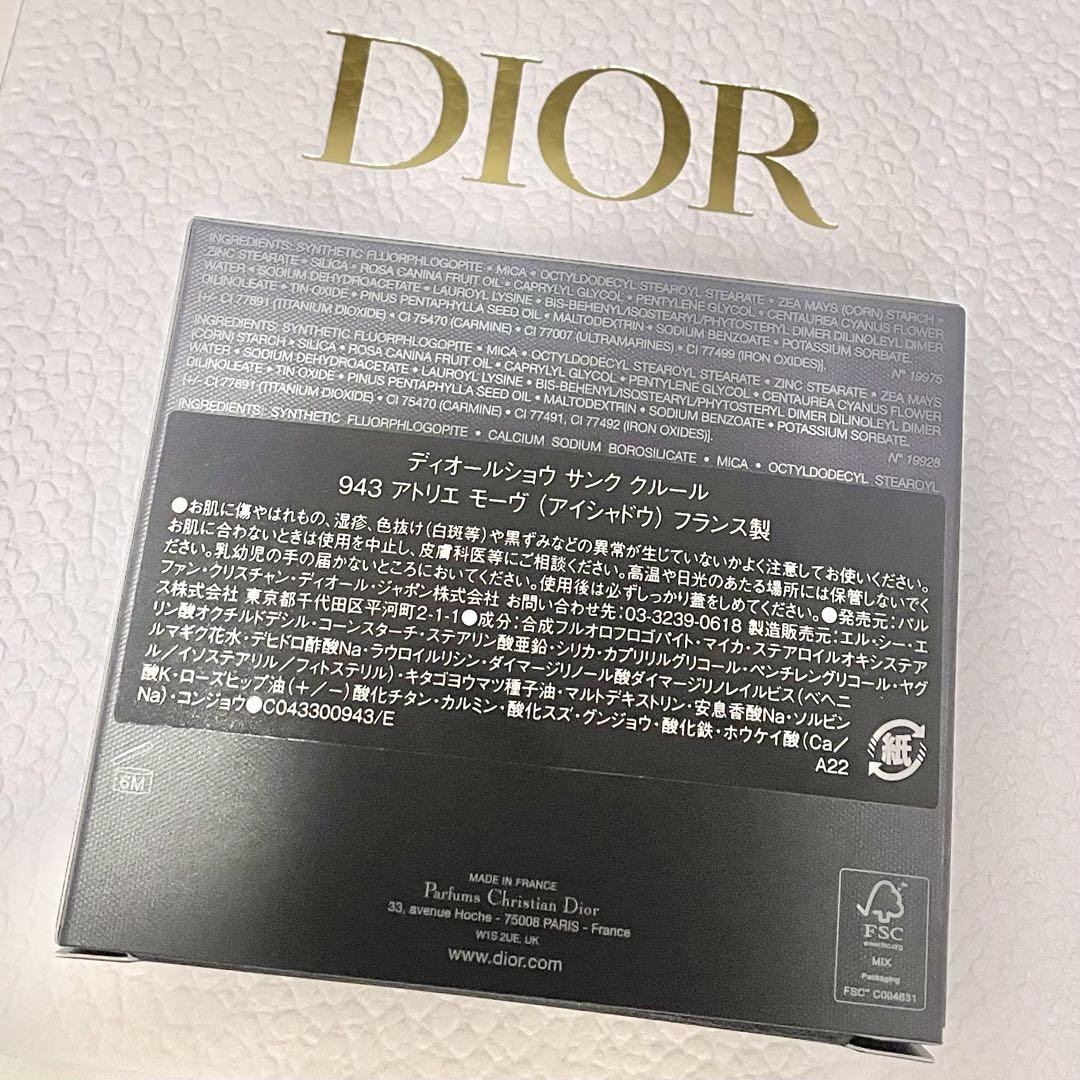 DIOR
INGREDIENTS: SYNTHETIC FLUORPHLOGOPITE • MICA • OCTYLDODECYL STEAROYL STEARATE • ZEA MAYS (CORN) STARCH •
ZINC STEARATE • SILICA • ROSA CANINA FRUIT OIL • CAPRYLYL GLYCOL • PENTYLENE GLYCOL • CENTAUREA CYANUS FLOWER
WATER • SODIUM DEHYDROACETATE • LAUROYL LYSINE • BIS-BEHENYL/ISOSTEARYL/PHYTOSTERYL DIMER DILINOLEYL DIMER
DILINOLEATE • TIN OXIDE • PINUS PENTAPHYLLA SEED OIL • MALTODEXTRIN • SODIUM BENZOATE • POTASSIUM SORBATE.
[+/- CI 77891 (TITANIUM DIOXIDE) • CI 75470 (CARMINE) • CI 77007 (ULTRAMARINES) • CI 77499 (IRON OXIDES)].
N° 19975
INGREDIENTS: SYNTHETIC FLUORPHLOGOPITE • MICA • OCTYLDODECYL STEAROYL STEARATE • ZINC STEARATE • ZEA MAYS
(CORN) STARCH • SILICA • ROSA CANINA FRUIT OIL • CAPRYLYL GLYCOL • PENTYLENE GLYCOL • CENTAUREA CYANUS FLOWER
WATER • SODIUM DEHYDROACETATE • LAUROYL LYSINE • BIS-BEHENYL/ISOSTEARYL/PHYTOSTERYL DIMER DILINOLEYL DIMER
DILINOLEATE • TIN OXIDE • PINUS PENTAPHYLLA SEED OIL • MALTODEXTRIN • SODIUM BENZOATE • POTASSIUM SORBATE.
[+/- CI 77891 (TITANIUM DIOXIDE) • CI 75470 (CARMINE) • CI 77491, CI 77492 (IRON OXIDES)].
N° 19928
INGREDIENTS: SYNTHETIC FLUORPHLOGOPITE • CALCIUM SODIUM BOROSILICATE • MICA • OCTYLDODECYL STEAROYL
ディオールショウ サンク クルール
943 アトリエ モーヴ (アイシャドウ) フランス製
●お肌に傷やはれもの、湿疹、色抜け(白斑等)や黒ずみなどの異常が生じていないかよく注意してお使いください。
お肌に合わないときは使用を中止し、皮膚科医等にご相談ください。高温や日光のあたる場所には保管しないでく
ださい。乳幼児の手の届かないところにおいてください。使用後は必ずしっかり蓋をしめてください。●発売元:パル
ファン・クリスチャン・ディオール・ジャポン株式会社 お問い合わせ先:03-3239-0618 製造販売元:エル・シー・エ
ス株式会社 東京都千代田区平河町2-1-1●成分:合成フルオロフロゴパイト・マイカ・ステアロイルオキシステア
リン酸オクチルドデシル・コーンスターチ・ステアリン酸亜鉛・シリカ・カプリリルグリコール・ペンチレングリコール・ヤグ
ルマギク花水・デヒドロ酢酸Na・ラウロイルリシン・ダイマージリノール酸ダイマージリノレイルビス(ベヘニ
ル/イソステアリル/フィトステリル)・キタゴヨウマツ種子油・マルトデキストリン・安息香酸Na・ソルビン
酸K・ローズヒップ油(+/-)酸化チタン・カルミン・酸化スズ・グンジョウ・酸化鉄・ホウケイ酸(Ca/
Na)・コンジョウ●C043300943/E
A22
紙
6M
MADE IN FRANCE
Parfums Christian Dior
33, avenue Hoche - 75008 PARIS - France
W1S 2UE, UK
www.dior.com
FSC
www.fsc.org
MIX
Packaging
FSC™ C004631